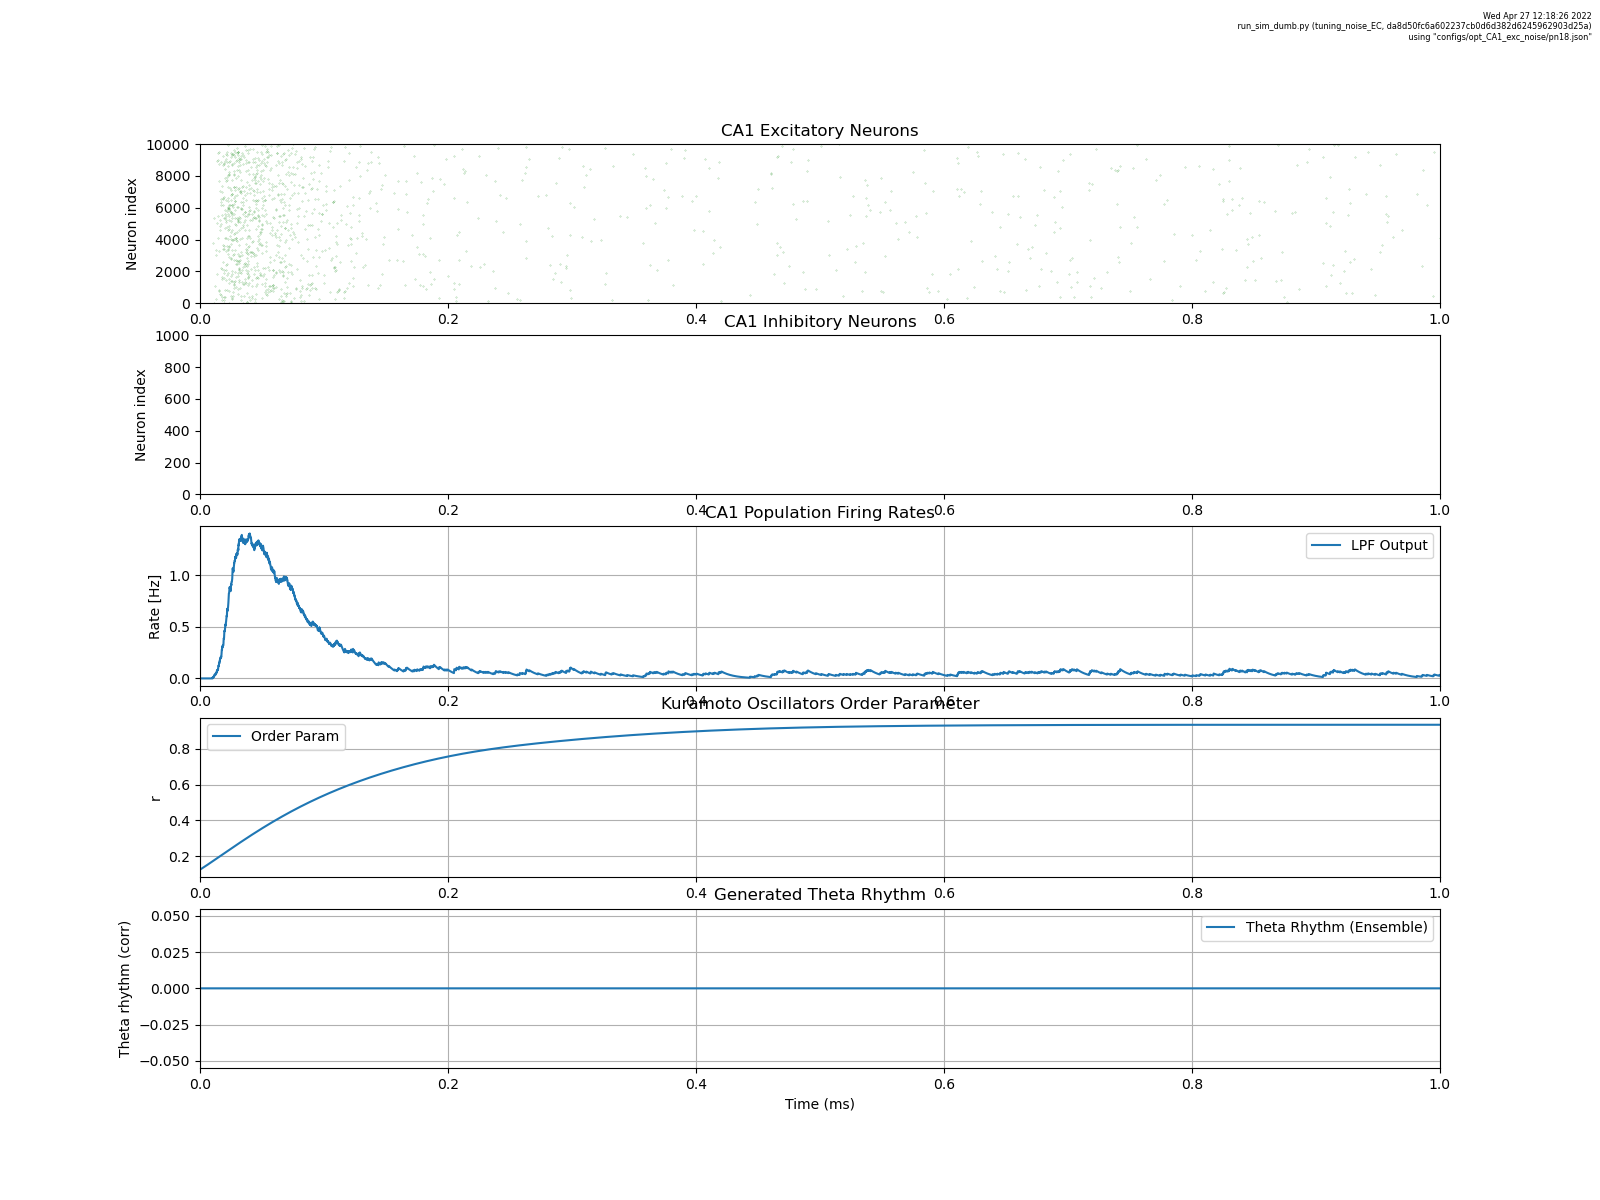 Wed Apr 27 12:18:26 2022
run_sim_dumb.py (tuning_noise_EC, da8d50fc6a602237cb0d6d382d6245962903d25a)
using "configs/opt_CA1_exc_noise/pn18.json"
CA1 Excitatory Neurons
Neuron index
10000
8000
6000
4000
2000
0
0.0 0.2 0.4 0.6 0.8 1.0
CA1 Inhibitory Neurons
Neuron index
1000
800
600
400
200
0
0.0 0.2 0.4 0.6 0.8 1.0
CA1 Population Firing Rates
LPF Output
Rate [Hz]
1.0
0.5
0.0
0.0 0.2 0.4 0.6 0.8 1.0
Kuramoto Oscillators Order Parameter
Order Param
r
0.8
0.6
0.4
0.2
0.0 0.2 0.4 0.6 0.8 1.0
Generated Theta Rhythm
Theta Rhythm (Ensemble)
Theta rhythm (corr)
0.050
0.025
0.000
−0.025
−0.050
0.0 0.2 0.4 0.6 0.8 1.0
Time (ms)